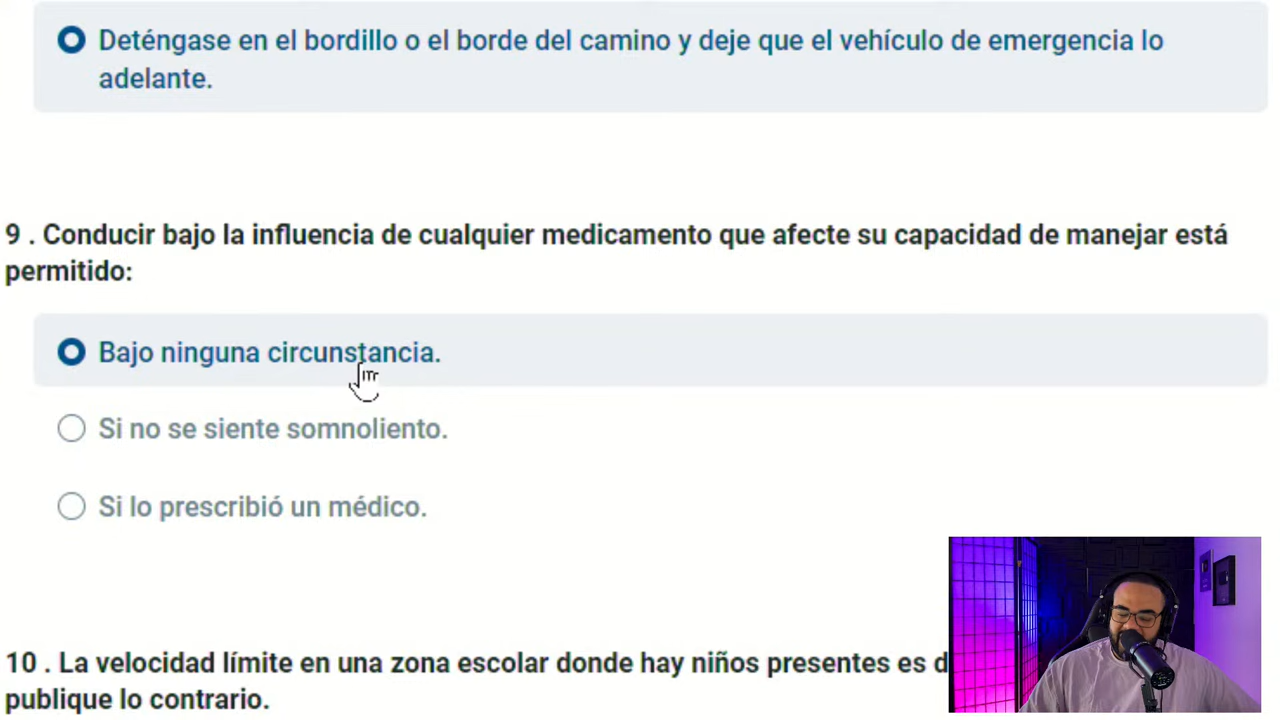 Deténgase en el bordillo o el borde del camino y deje que el vehículo de emergencia lo
adelante.
9 . Conducir bajo la influencia de cualquier medicamento que afecte su capacidad de manejar está
permitido:
Bajo ninguna circunstancia.
Si no se siente somnoliento.
Si lo prescribió un médico.
10 . La velocidad límite en una zona escolar donde hay niños presentes es
publique lo contrario.